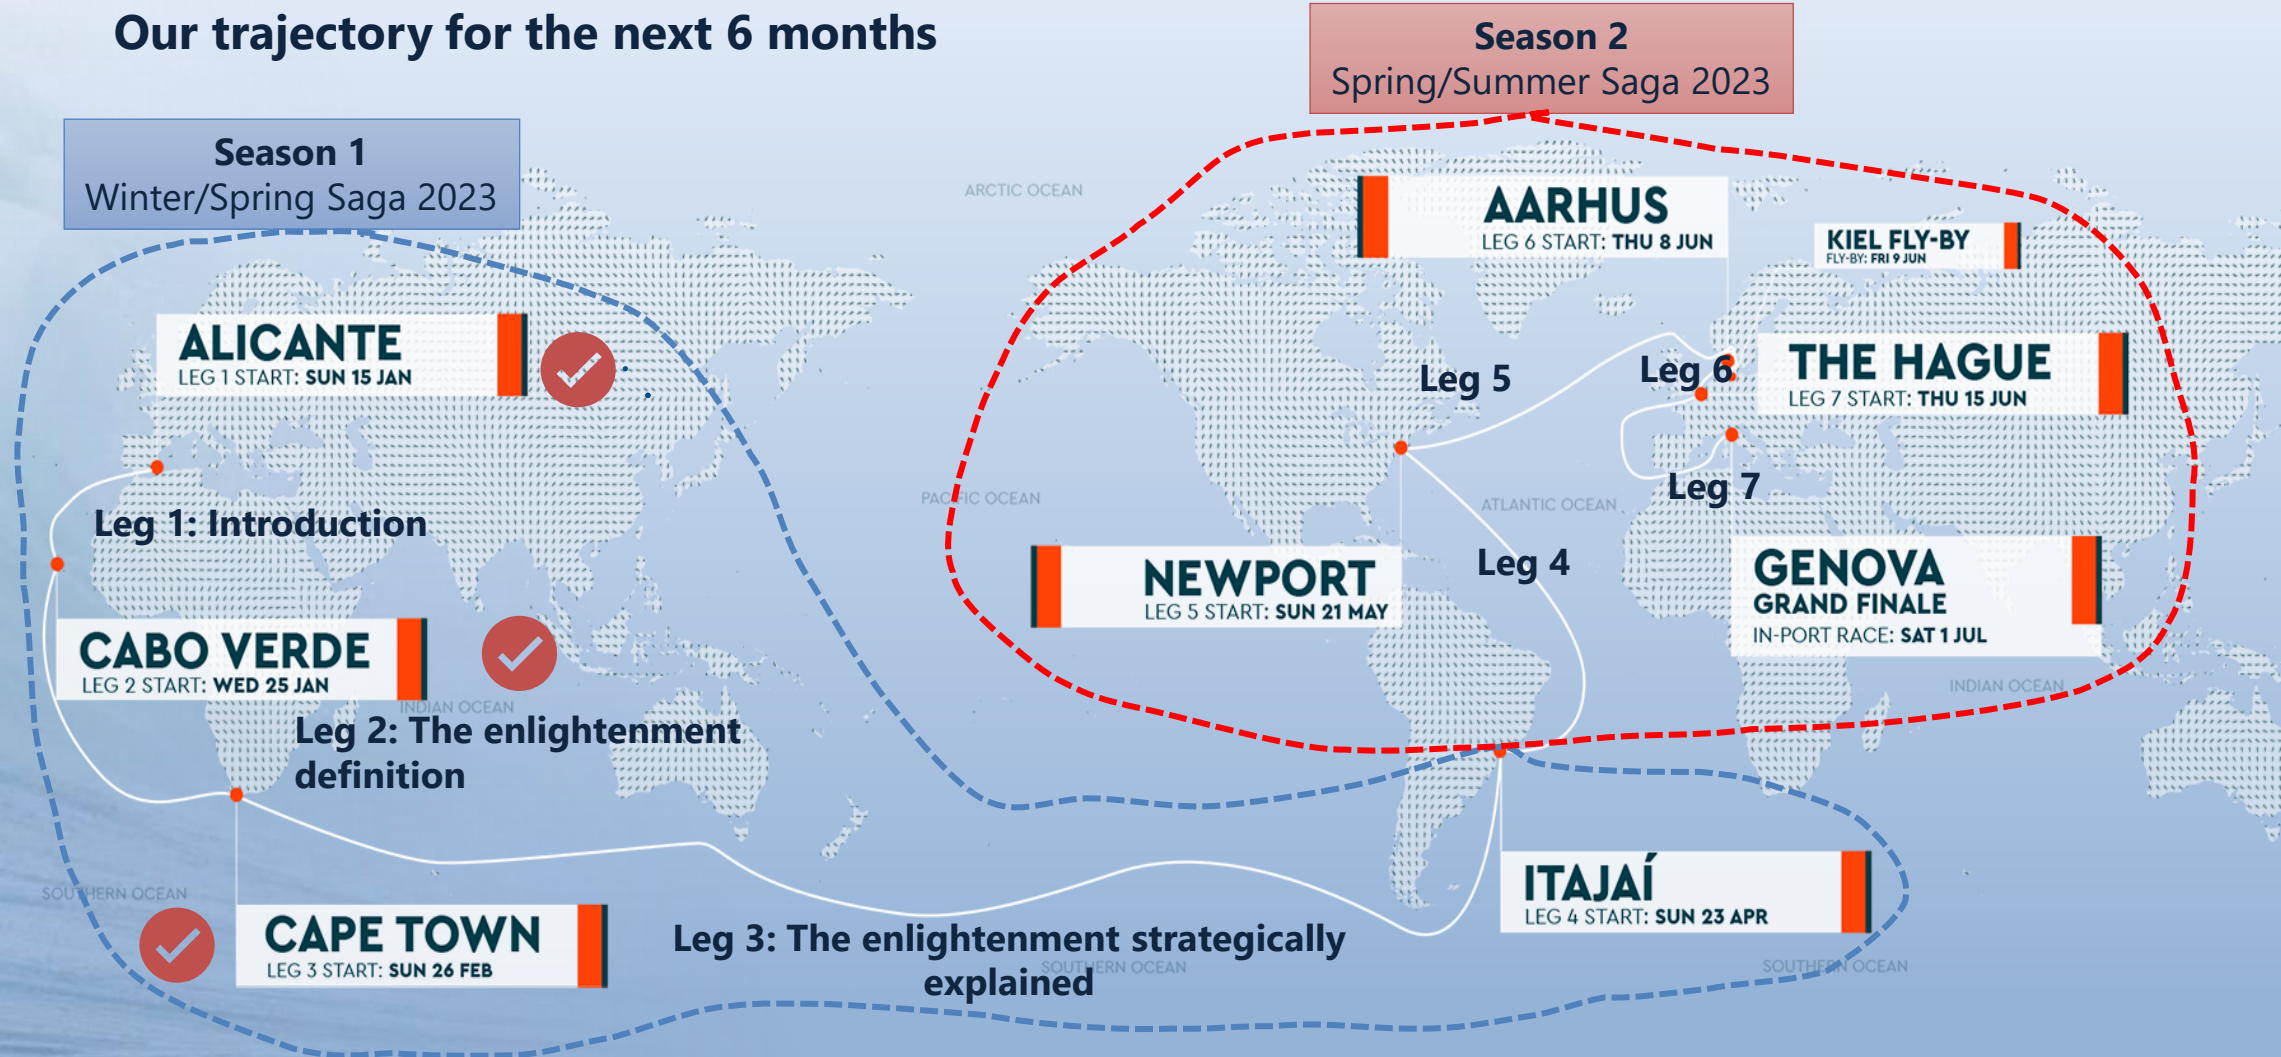 Our trajectory for the next 6 months
Season 1
Winter/Spring Saga 2023
Season 2
Spring/Summer Saga 2023
ARCTIC OCEAN
ALICANTE
LEG 1 START: SUN 15 JAN
Leg 1: Introduction
CABO VERDE
LEG 2 START: WED 25 JAN
INDIAN OCEAN
Leg 2: The enlightenment
definition
SOUTHERN OCEAN
CAPE TOWN
LEG 3 START: SUN 26 FEB
Leg 3: The enlightenment strategically
explained
SOUTHERN OCEAN
AARHUS
LEG 6 START: THU 8 JUN
KIEL FLY-BY
FLY-BY: FRI 9 JUN
Leg 5
Leg 6
THE HAGUE
LEG 7 START: THU 15 JUN
Leg 7
PACIFIC OCEAN
ATLANTIC OCEAN
NEWPORT
LEG 5 START: SUN 21 MAY
Leg 4
GENOVA
GRAND FINALE
IN-PORT RACE: SAT 1 JUL
INDIAN OCEAN
ITAJAÍ
LEG 4 START: SUN 23 APR
SOUTHERN OCEAN